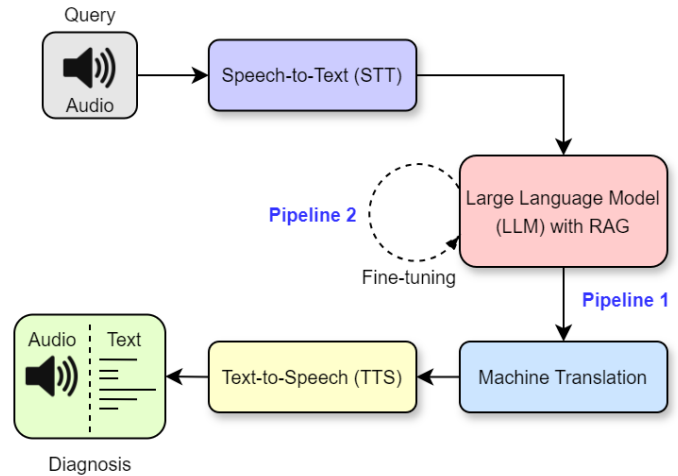 Query
Audio
Speech-to-Text (STT)
Large Language Model
(LLM) with RAG
Pipeline 2
Fine-tuning
Pipeline 1
Machine Translation
Text-to-Speech (TTS)
Audio
Text
Diagnosis